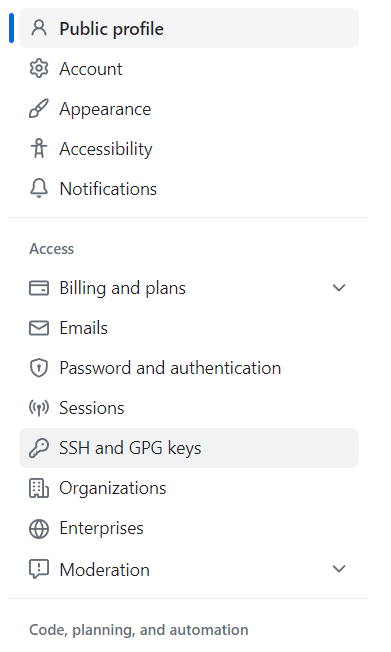 Public profile
Account
Appearance
Accessibility
Notifications
Access
Billing and plans
Emails
Password and authentication
Sessions
SSH and GPG keys
Organizations
Enterprises
Moderation
Code, planning, and automation